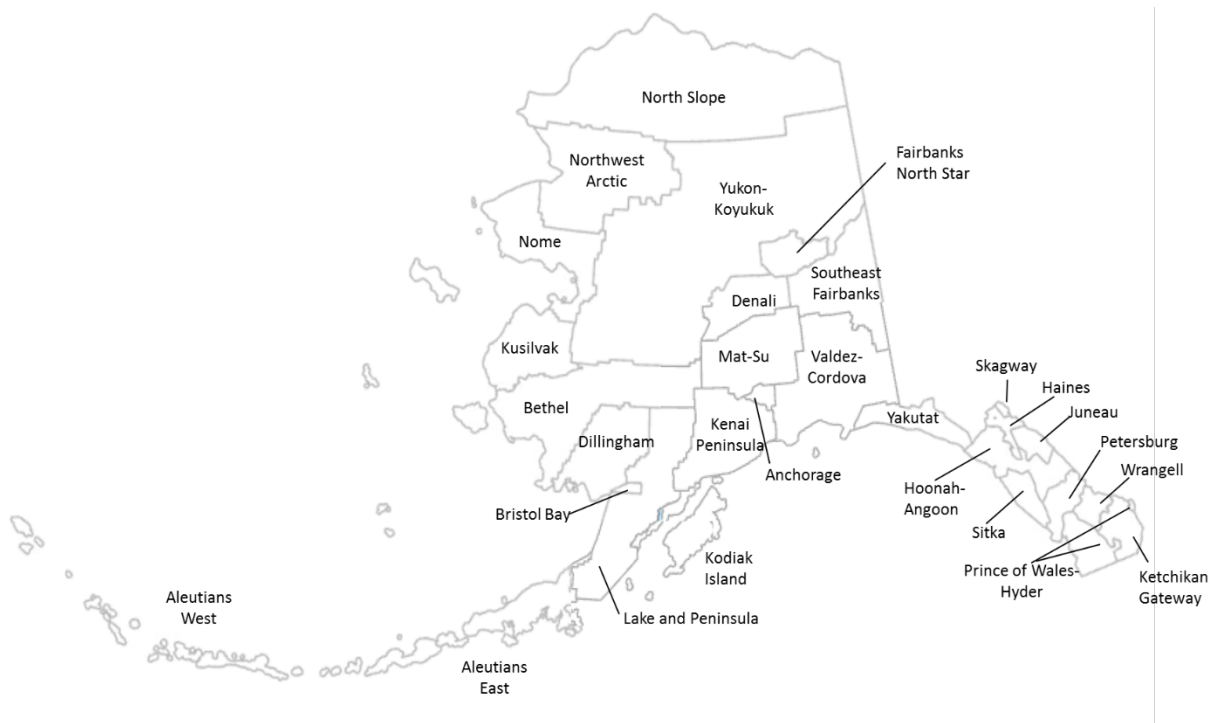 North Slope
Northwest
Arctic
Fairbanks
North Star
Yukon-
Koyukuk
Nome
Southeast
Fairbanks
Denali
Kusilvak
Mat-Su
Valdez-
Cordova
Skagway
Haines
Juneau
Bethel
Yakutat
Dillingham
Kenai
Peninsula
Petersburg
Wrangell
Anchorage
Hoonah-
Angoon
Bristol Bay
Sitka
Kodiak
Island
Prince of Wales-
Hyder
Ketchikan
Gateway
Aleutians
West
Lake and Peninsula
Aleutians
East